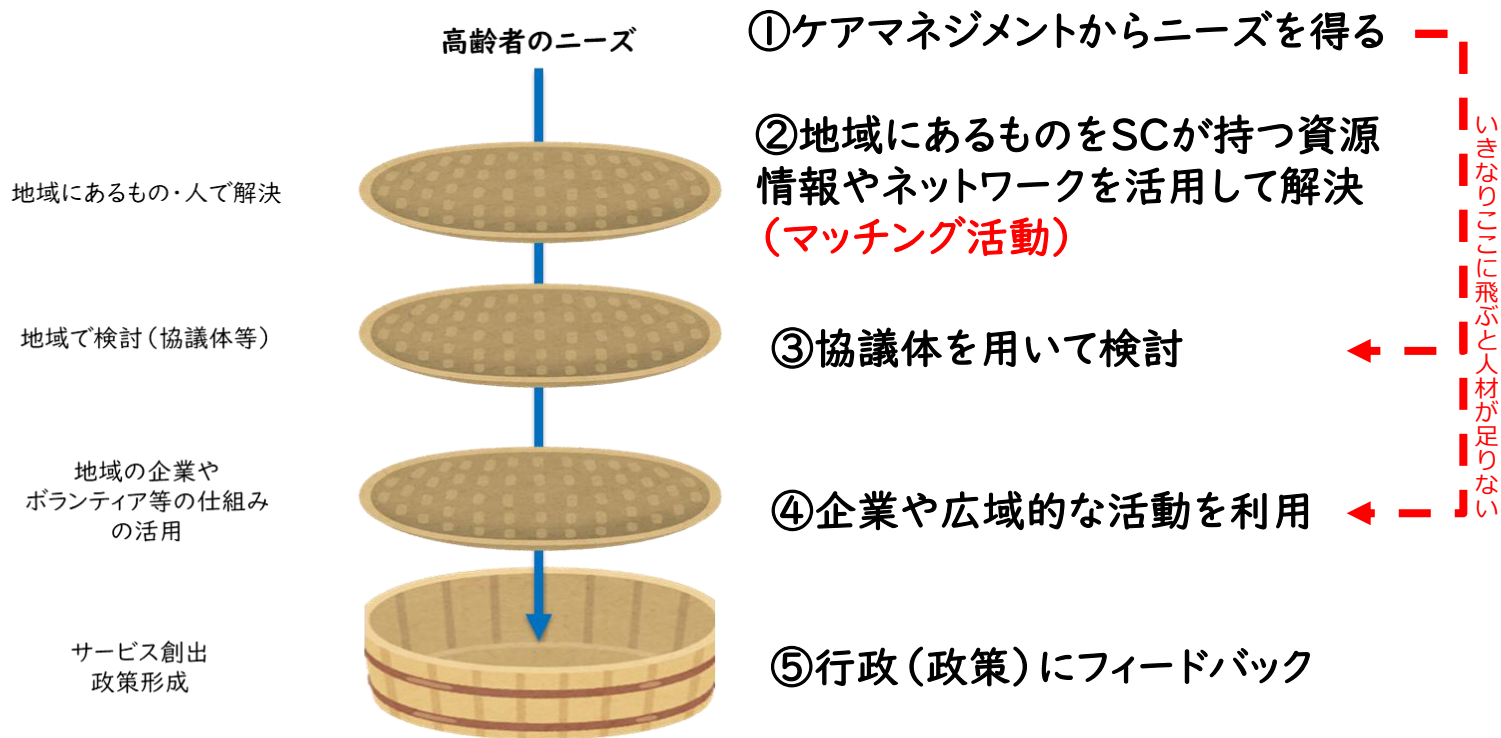 高齢者のニーズ
地域にあるもの・人で解決
地域で検討(協議体等)
地域の企業や
ボランティア等の仕組み
の活用
サービス創出
政策形成
①ケアマネジメントからニーズを得る
②地域にあるものをSCが持つ資源
情報やネットワークを活用して解決
(マッチング活動)
③協議体を用いて検討
④企業や広域的な活動を利用
⑤行政(政策)にフィードバック
いきなりここに飛ぶと人材が足りない